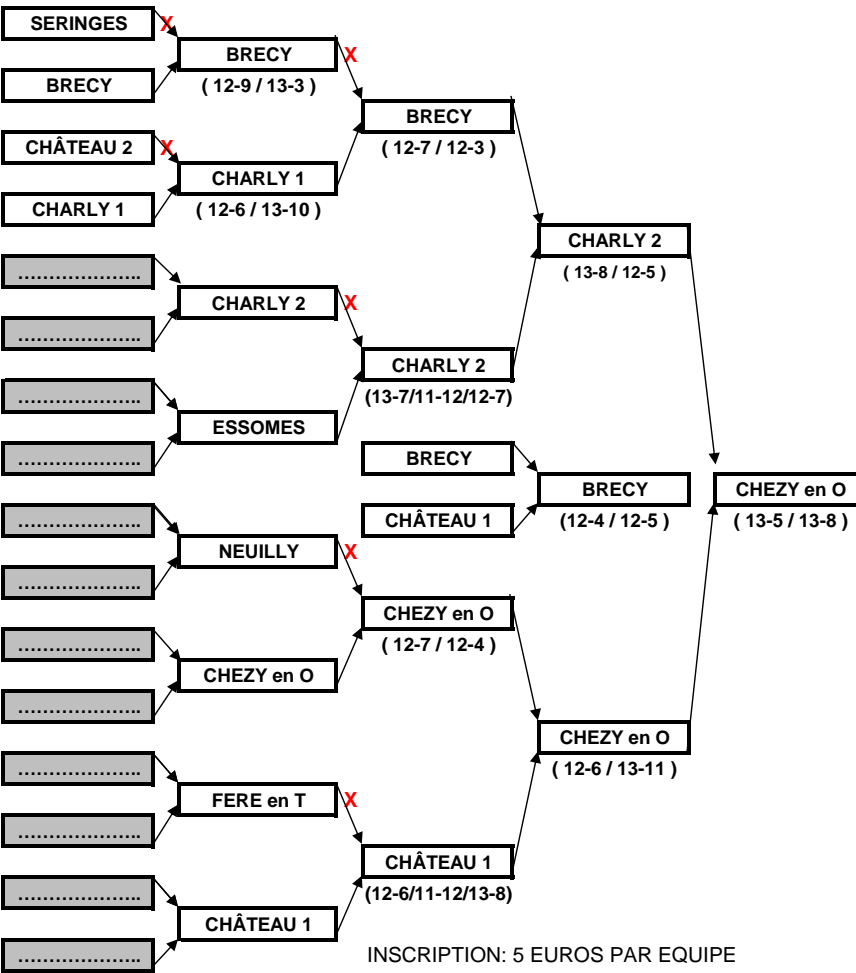 SERINGES
X
BRECY
X
( 12-9 / 13-3 )
BRECY
BRECY
( 12-7 / 12-3 )
CHÂTEAU 2
X
CHARLY 1
( 12-6 / 13-10 )
CHARLY 1
CHARLY 2
( 13-8 / 12-5 )
………………..
CHARLY 2
X
………………..
CHARLY 2
(13-7/11-12/12-7)
………………..
ESSOMES
………………..
BRECY
BRECY
(12-4 / 12-5 )
CHÂTEAU 1
CHEZY en O
( 13-5 / 13-8 )
………………..
NEUILLY
X
………………..
CHEZY en O
( 12-7 / 12-4 )
………………..
CHEZY en O
………………..
CHEZY en O
( 12-6 / 13-11 )
………………..
FERE en T
X
………………..
CHÂTEAU 1
(12-6/11-12/13-8)
………………..
CHÂTEAU 1
………………..
INSCRIPTION: 5 EUROS PAR EQUIPE